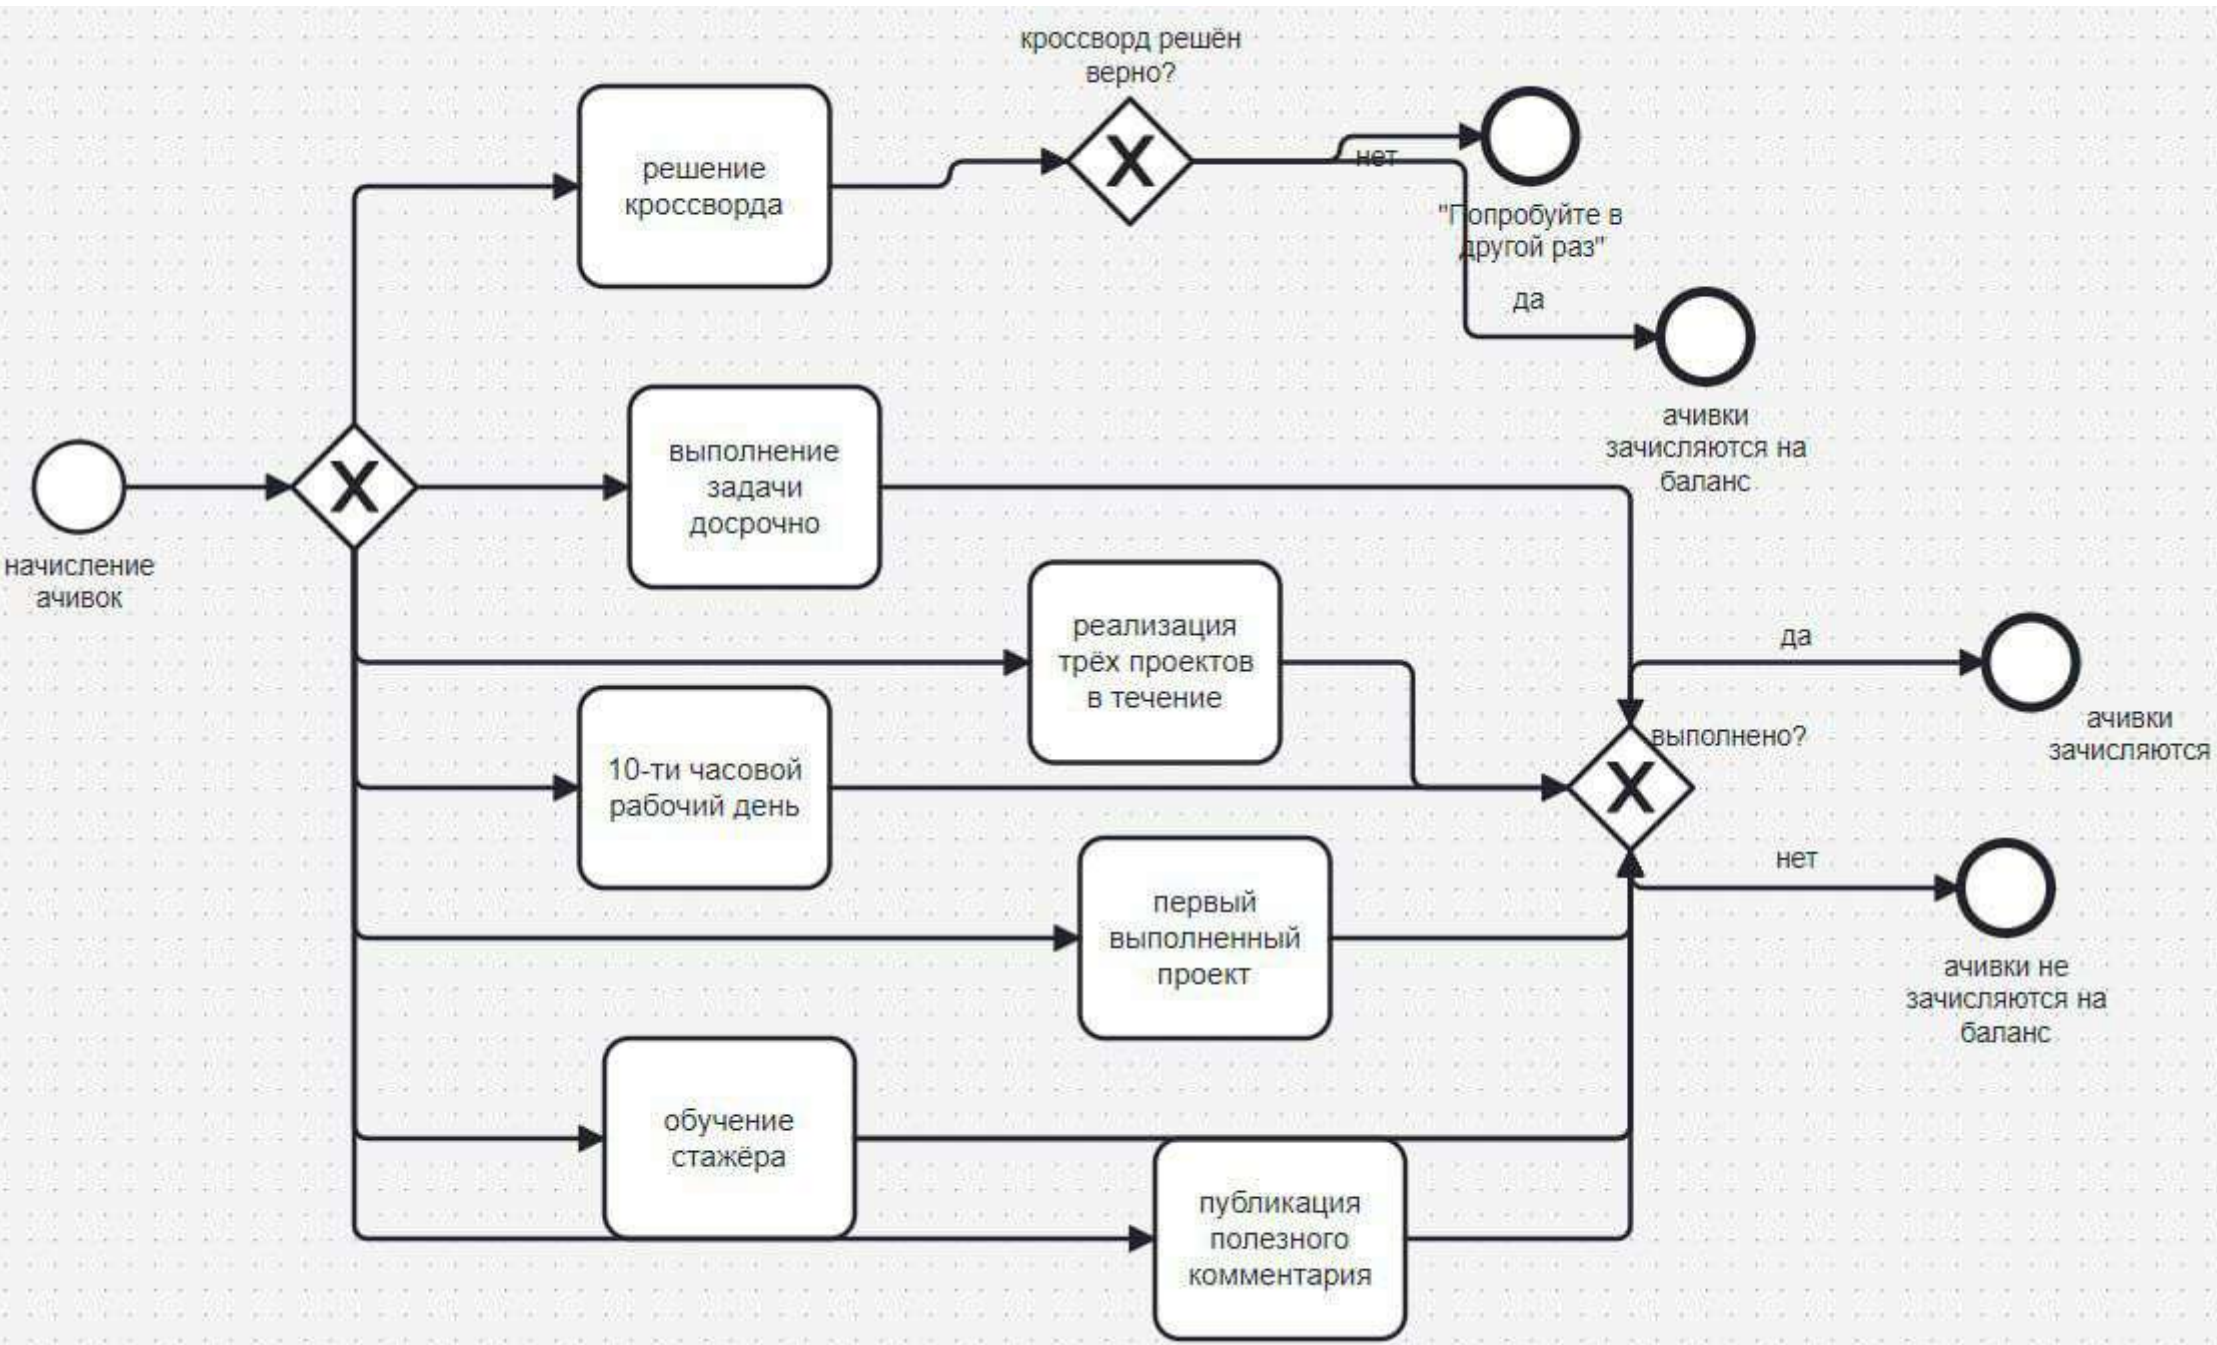 кроссворд решён
верно?
решение
кроссворда
нет
"Попробуйте в
другой раз"
да
ачивки
зачисляются на
баланс
выполнение
задачи
досрочно
начисление
ачивок
реализация
трёх проектов
в течение
да
ачивки
зачисляются
выполнено?
10-ти часовой
рабочий день
нет
первый
выполненный
проект
ачивки не
зачисляются на
баланс
обучение
стажёра
публикация
полезного
комментария